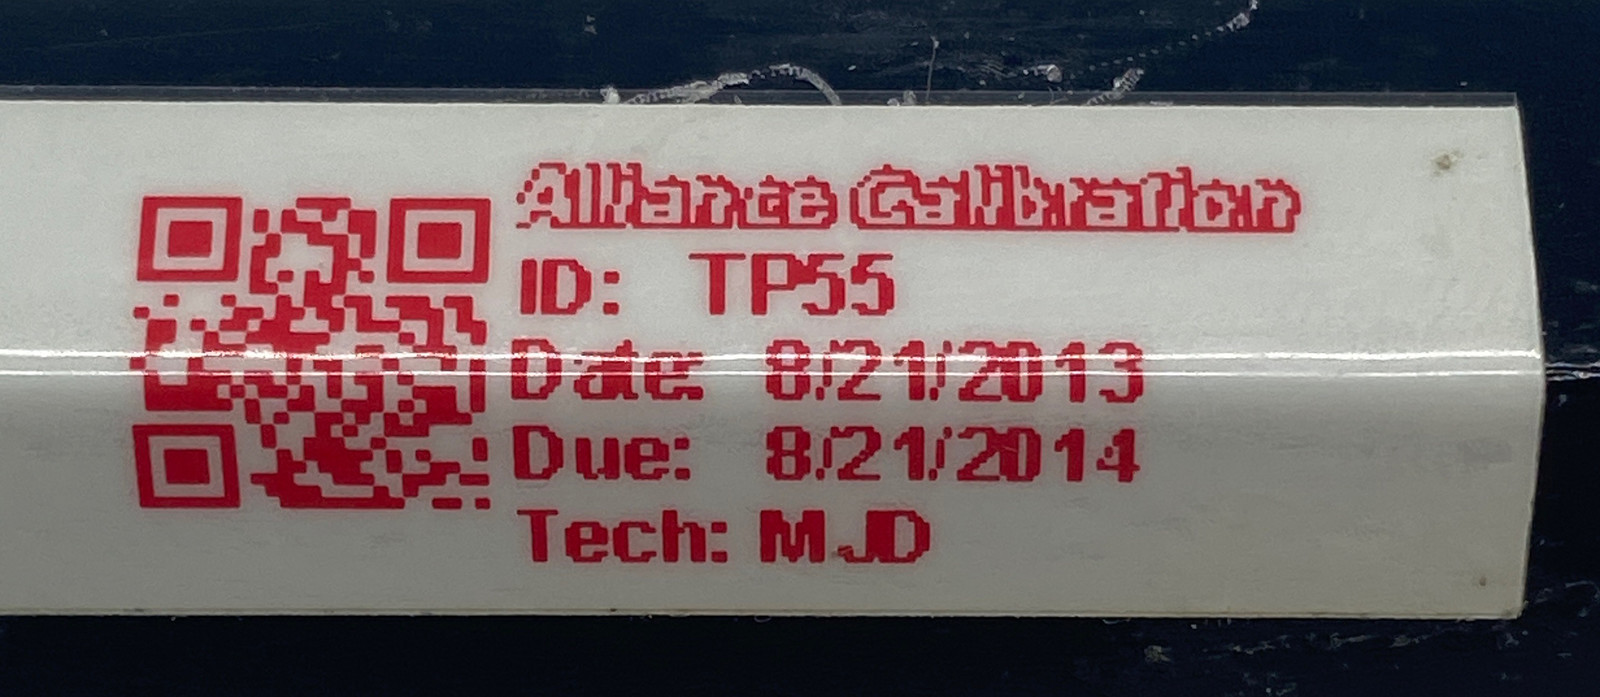 Alliance Calibration
ID: TP55
Date: 8/21/2013
Due: 8/21/2014
Tech: MJD